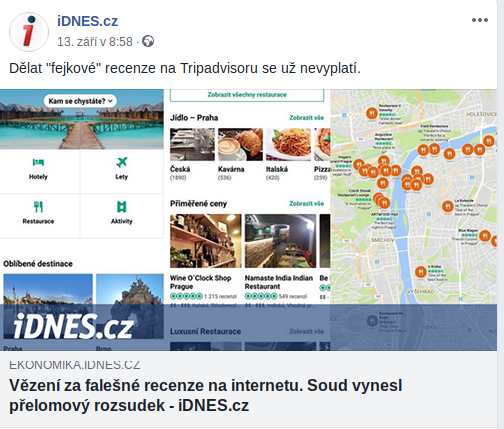 iDNES.cz
13. září v 8:58 ·
Dělat "fejkové" recenze na Tripadvisoru se už nevyplatí.
Kam se chystáte?
Hotely
Lety
Restaurace
Aktivity
Oblíbené destinace
Praha
Brno
Zobrazit všechny restaurace
Jídlo – Praha
Zobrazit vše
Česká
(1890)
Kavárna
(536)
Italská
(420)
Pizza
(259)
Přiměřené ceny
Zobrazit vše
Wine O'Clock Shop
Prague
1 215 recenzí
Namaste India Indian
Restaurant
549 recenzí
Luxusní Restaurace
Zobrazit vše
HOLEŠOVICE
SMÍCHOV
VYŠEHRAD
PODOLÍ
iDNES.cz
EKONOMIKA.IDNES.CZ
Vězení za falešné recenze na internetu. Soud vynesl
přelomový rozsudek - iDNES.cz